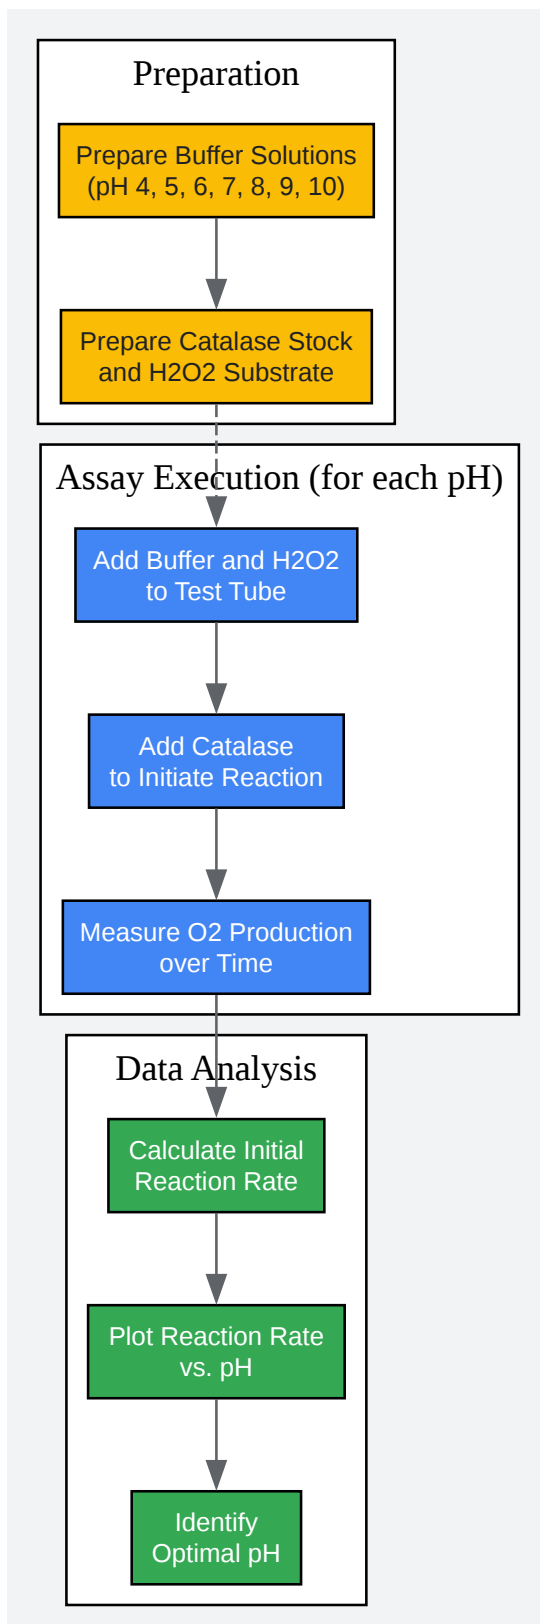 Preparation
Prepare Buffer Solutions
(pH 4, 5, 6, 7, 8, 9, 10)
Prepare Catalase Stock
and H2O2 Substrate
Assay Execution (for each pH)
Add Buffer and H2O2
to Test Tube
Add Catalase
to Initiate Reaction
Measure O2 Production
over Time
Data Analysis
Calculate Initial
Reaction Rate
Plot Reaction Rate
vs. pH
Identify
Optimal pH